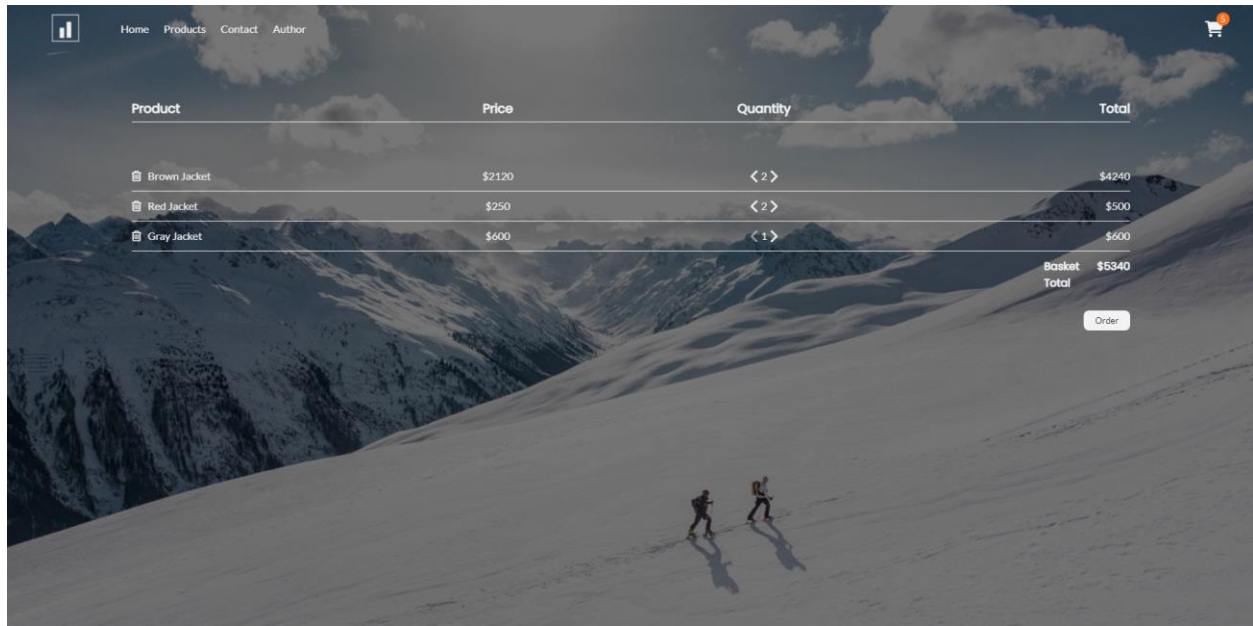 Home Products Contact Author 5
Product Price Quantity Total
Brown Jacket $2120 2 $4240
Red Jacket $250 2 $500
Gray Jacket $600 1 $600
Basket Total $5340
Order